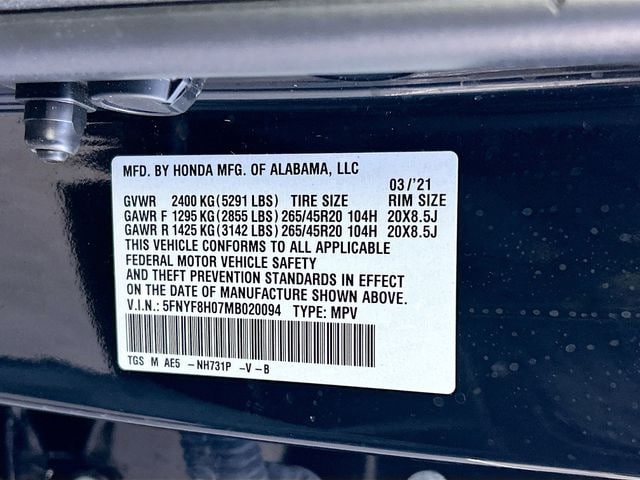 MFD. BY HONDA MFG. OF ALABAMA, LLC
03/'21
GVWR 2400 KG(5291 LBS) TIRE SIZE RIM SIZE
GAWR F 1295 KG(2855 LBS) 265/45R20 104H 20X8.5J
GAWR R 1425 KG(3142 LBS) 265/45R20 104H 20X8.5J
THIS VEHICLE CONFORMS TO ALL APPLICABLE
FEDERAL MOTOR VEHICLE SAFETY
AND THEFT PREVENTION STANDARDS IN EFFECT
ON THE DATE OF MANUFACTURE SHOWN ABOVE.
V.I.N.: 5FNYF8H07MB020094 TYPE: MPV
TGS M AE5 -NH731P -V-B